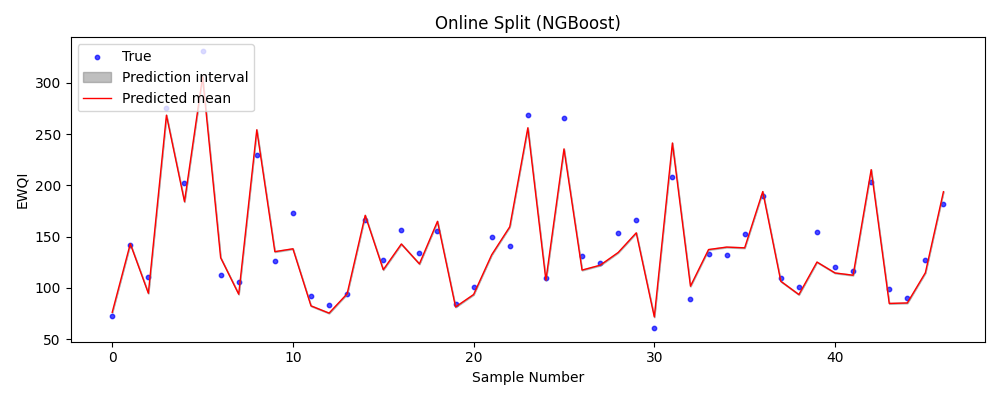 Online Split (NGBoost)
True
Prediction interval
Predicted mean
EWQI
300
250
200
150
100
50
0
10
20
30
40
Sample Number